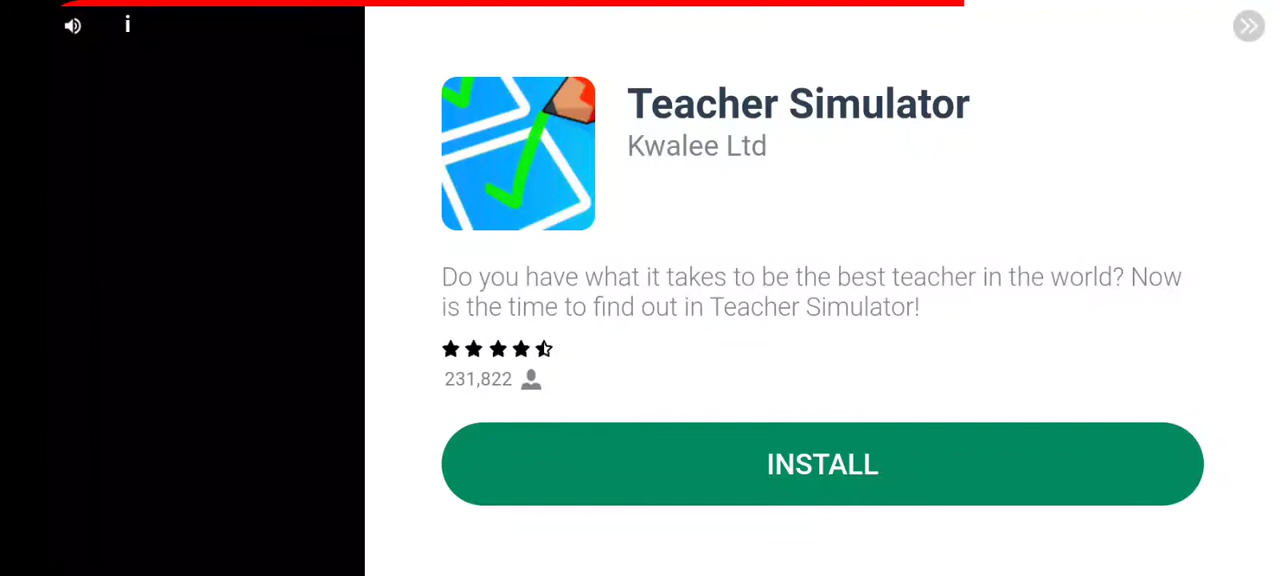 i
Teacher Simulator
Kwalee Ltd
Do you have what it takes to be the best teacher in the world? Now
is the time to find out in Teacher Simulator!
231,822
INSTALL